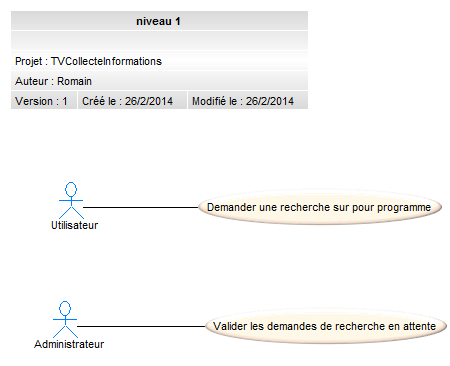 niveau 1
Projet : TVCollecteInformations
Auteur : Romain
Version : 1 Créé le : 26/2/2014 Modifié le : 26/2/2014
Demander une recherche sur pour programme
Utilisateur
Valider les demandes de recherche en attente
Administrateur